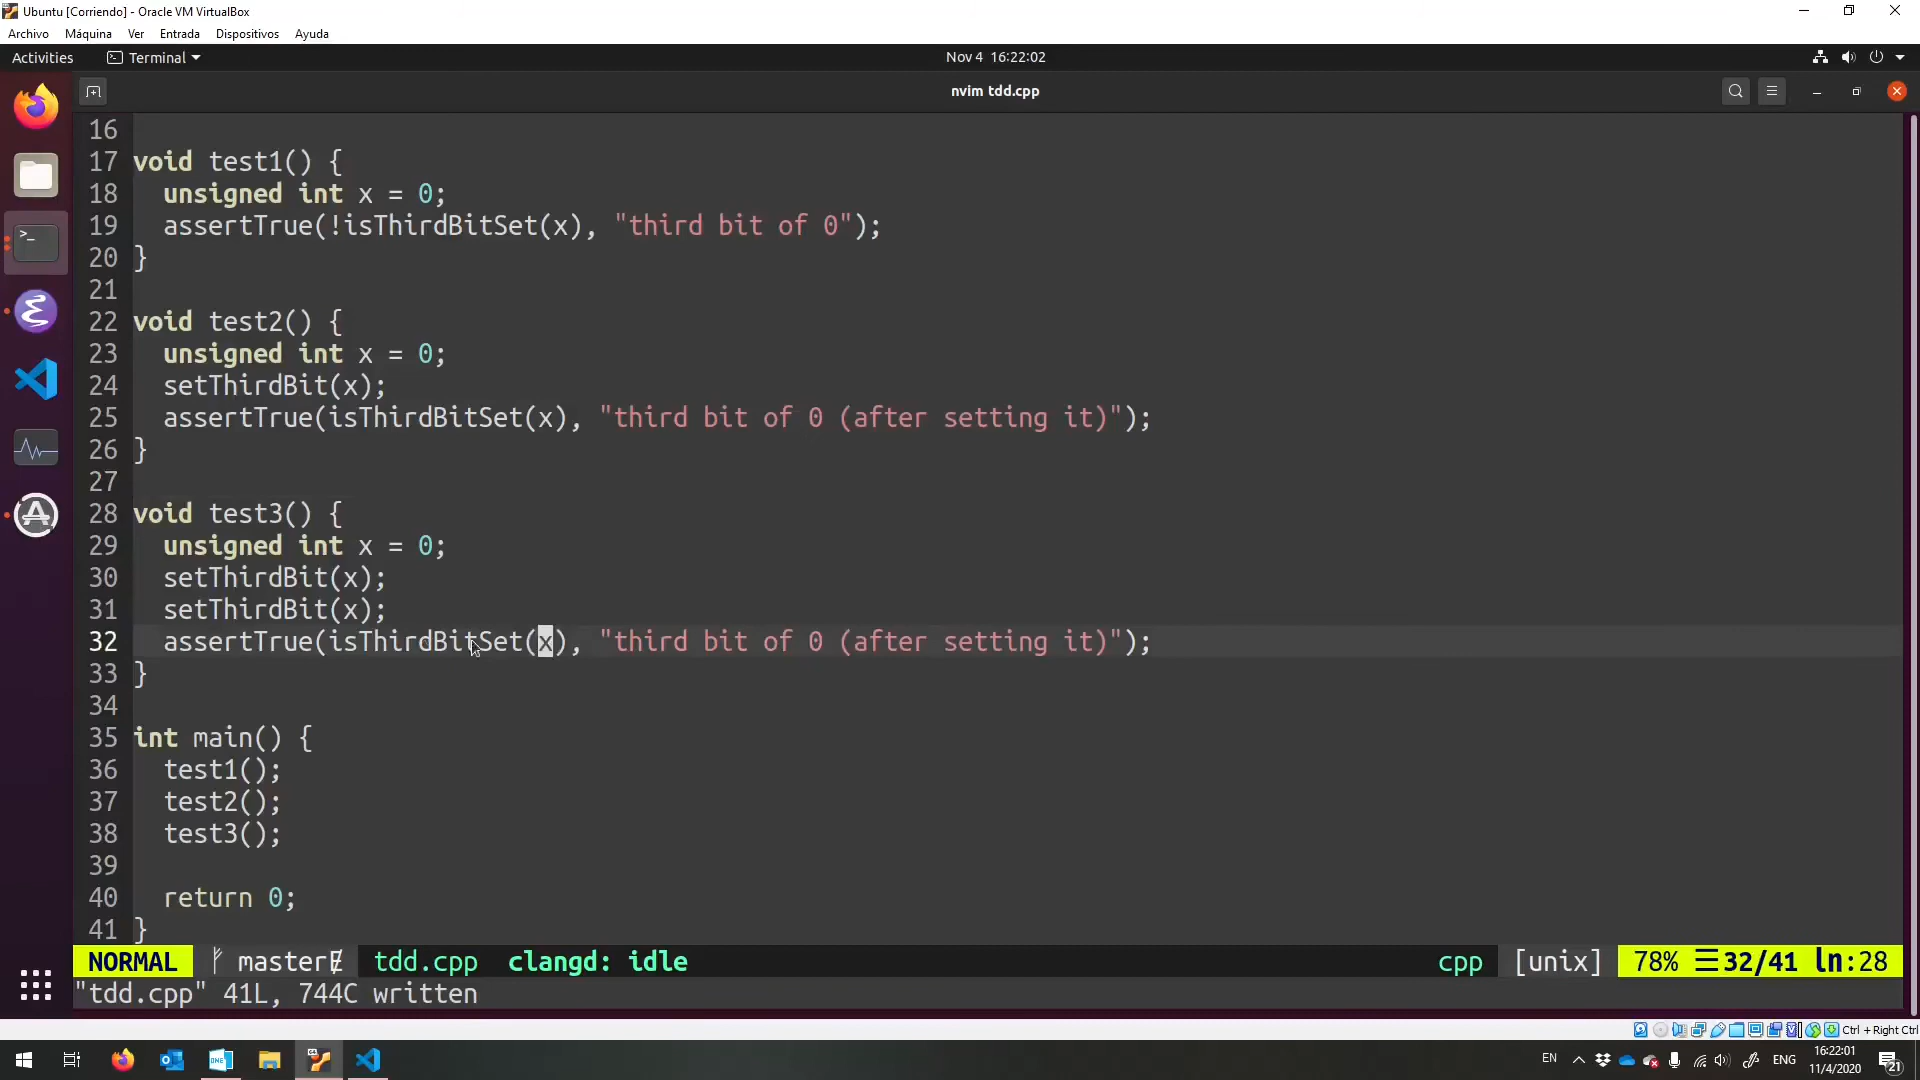 Ubuntu [Corriendo] - Oracle VM VirtualBox
Archivo Máquina Ver Entrada Dispositivos Ayuda
Activities Terminal Nov 4 16:22:02
nvim tdd.cpp
16
17 void test1() {
18 unsigned int x = 0;
19 assertTrue(!isThirdBitSet(x), "third bit of 0");
20 }
21
22 void test2() {
23 unsigned int x = 0;
24 setThirdBit(x);
25 assertTrue(isThirdBitSet(x), "third bit of 0 (after setting it)");
26 }
27
28 void test3() {
29 unsigned int x = 0;
30 setThirdBit(x);
31 setThirdBit(x);
32 assertTrue(isThirdBitSet(x), "third bit of 0 (after setting it)");
33 }
34
35 int main() {
36 test1();
37 test2();
38 test3();
39
40 return 0;
41 }
NORMAL master tdd.cpp clangd: idle cpp [unix] 78% ☰32/41 ln:28
"tdd.cpp" 41L, 744C written
Ctrl + Right Ctrl
EN ENG 16:22:01
11/4/2020
21